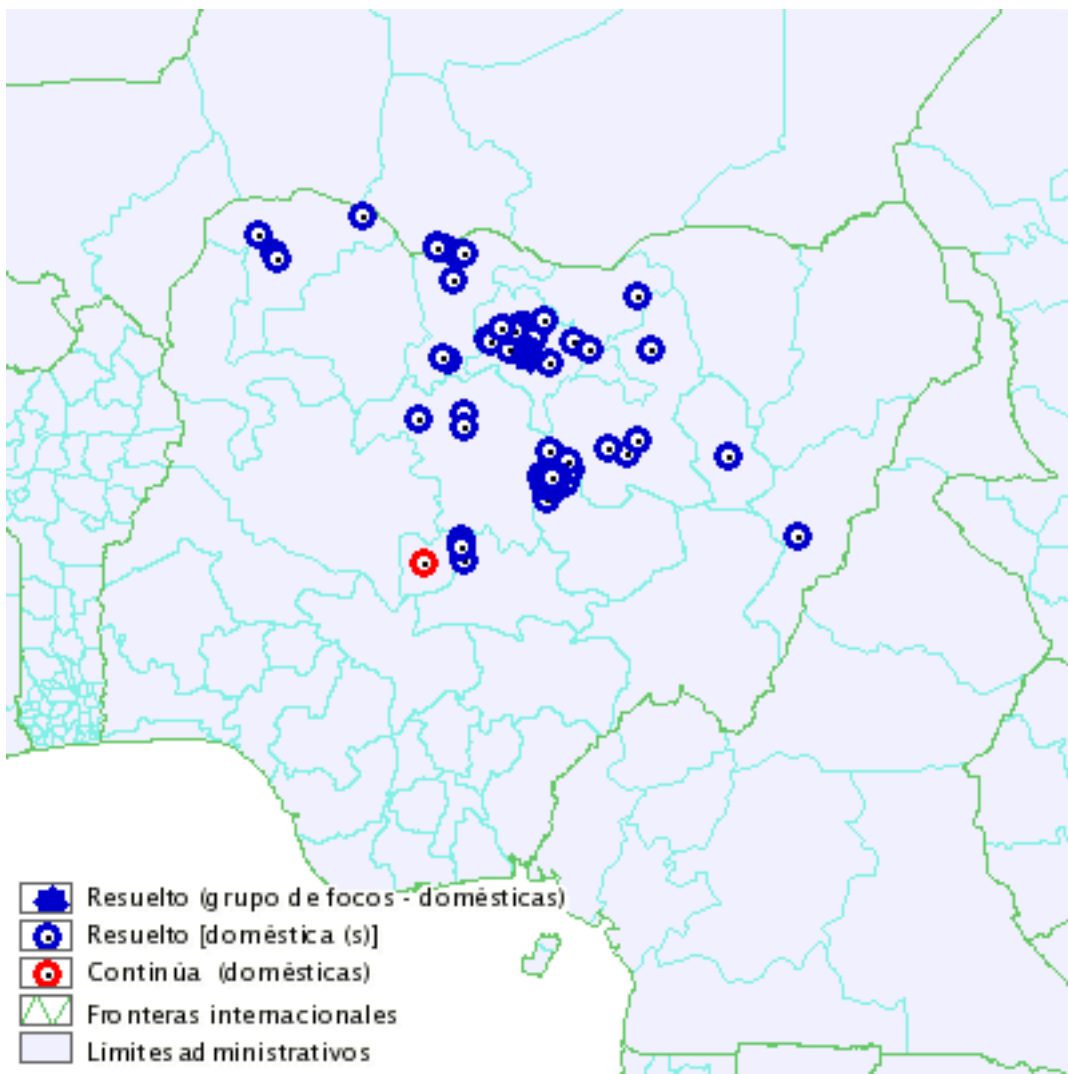 Resuelto (grupo de focos - domésticas)
Resuelto [doméstica (s)]
Continúa (domésticas)
Fronteras internacionales
Límites administrativos